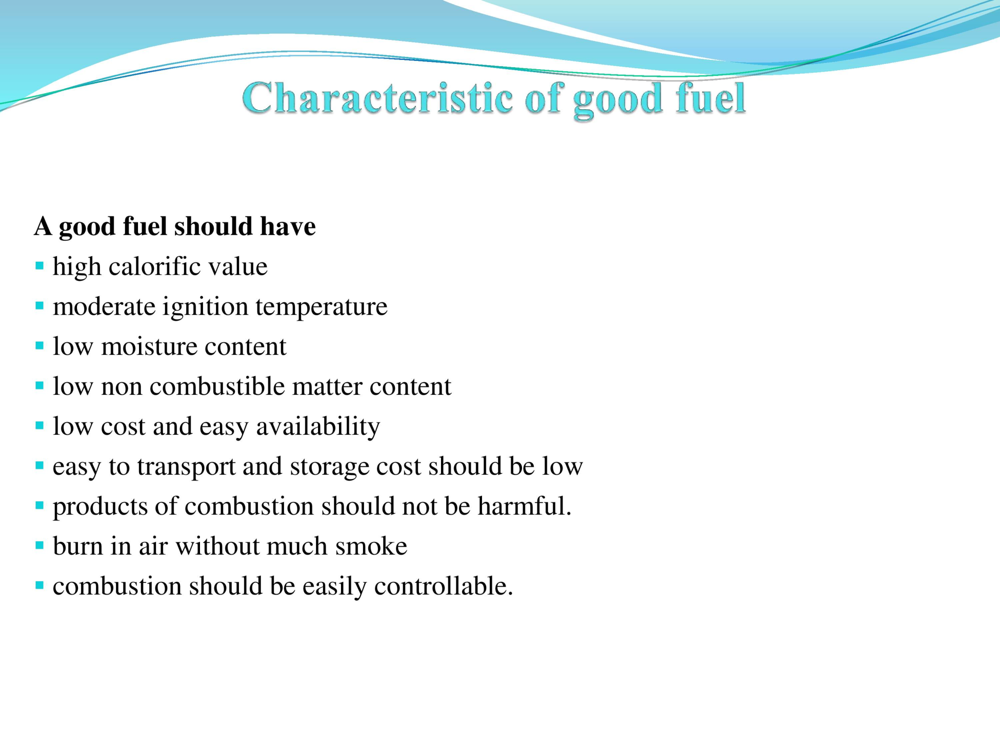 Characteristic of good fuel
A good fuel should have
▪ high calorific value
▪ moderate ignition temperature
▪ low moisture content
▪ low non combustible matter content
▪ low cost and easy availability
▪ easy to transport and storage cost should be low
▪ products of combustion should not be harmful.
▪ burn in air without much smoke
▪ combustion should be easily controllable.